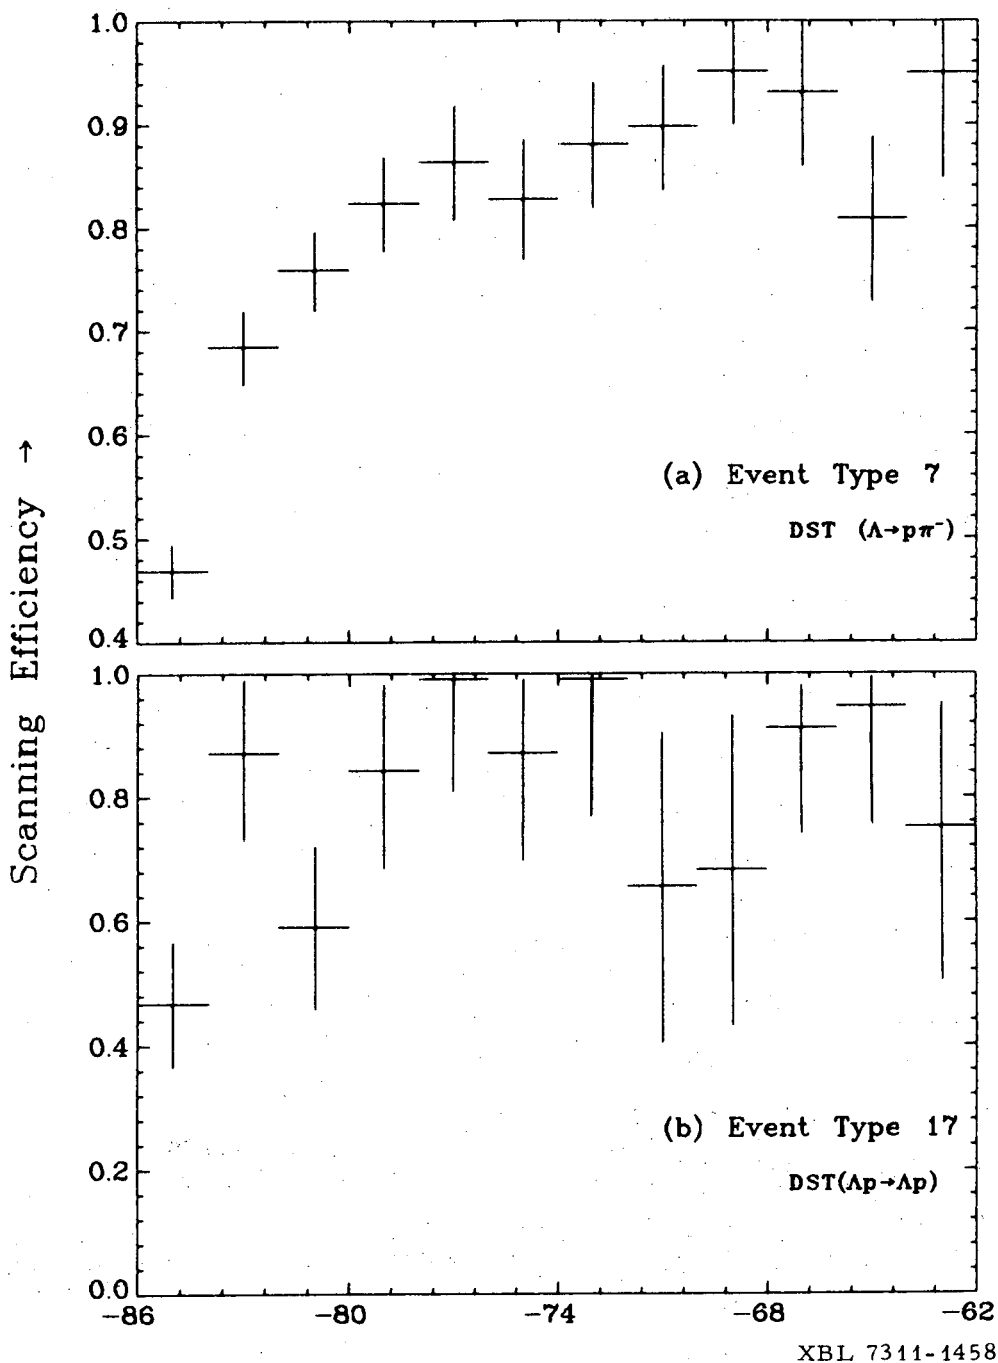 1.0
0.9
0.8
0.7
0.6
0.5
0.4
(a) Event Type 7
DST (Λ→pπ⁻)
Scanning Efficiency →
1.0
0.8
0.6
0.4
0.2
0.0
(b) Event Type 17
DST(Λp→Λp)
−86 −80 −74 −68 −62
XBL 7311-1458